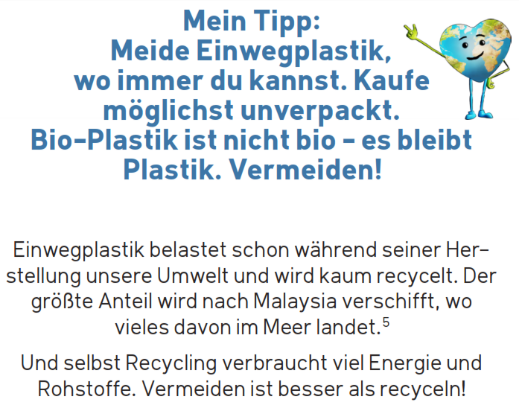 Mein Tipp:
Meide Einwegplastik,
wo immer du kannst. Kaufe
möglichst unverpackt.
Bio-Plastik ist nicht bio - es bleibt
Plastik. Vermeiden!
Einwegplastik belastet schon während seiner Her-
stellung unsere Umwelt und wird kaum recycelt. Der
größte Anteil wird nach Malaysia verschifft, wo
vieles davon im Meer landet.⁵
Und selbst Recycling verbraucht viel Energie und
Rohstoffe. Vermeiden ist besser als recyceln!